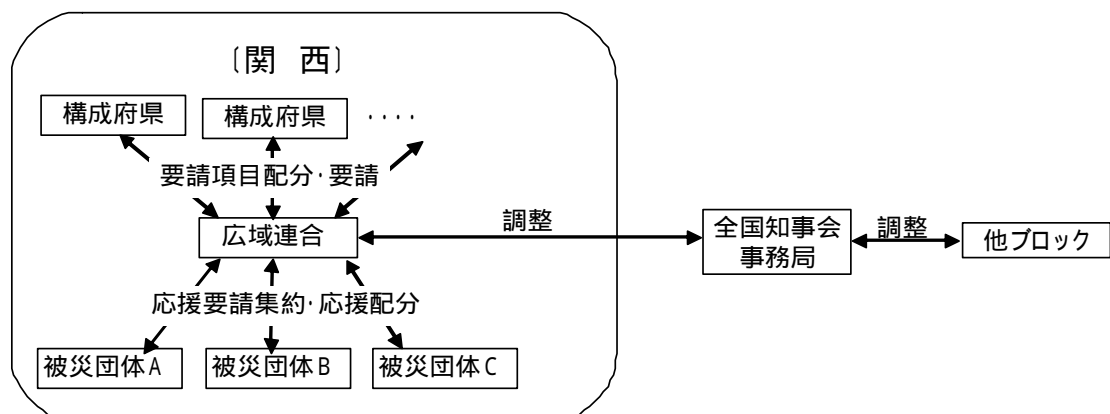 〔関 西〕
構成府県
構成府県
････
要請項目配分･要請
広域連合
調整
全国知事会
事務局
調整
他ブロック
応援要請集約･応援配分
被災団体A
被災団体B
被災団体C